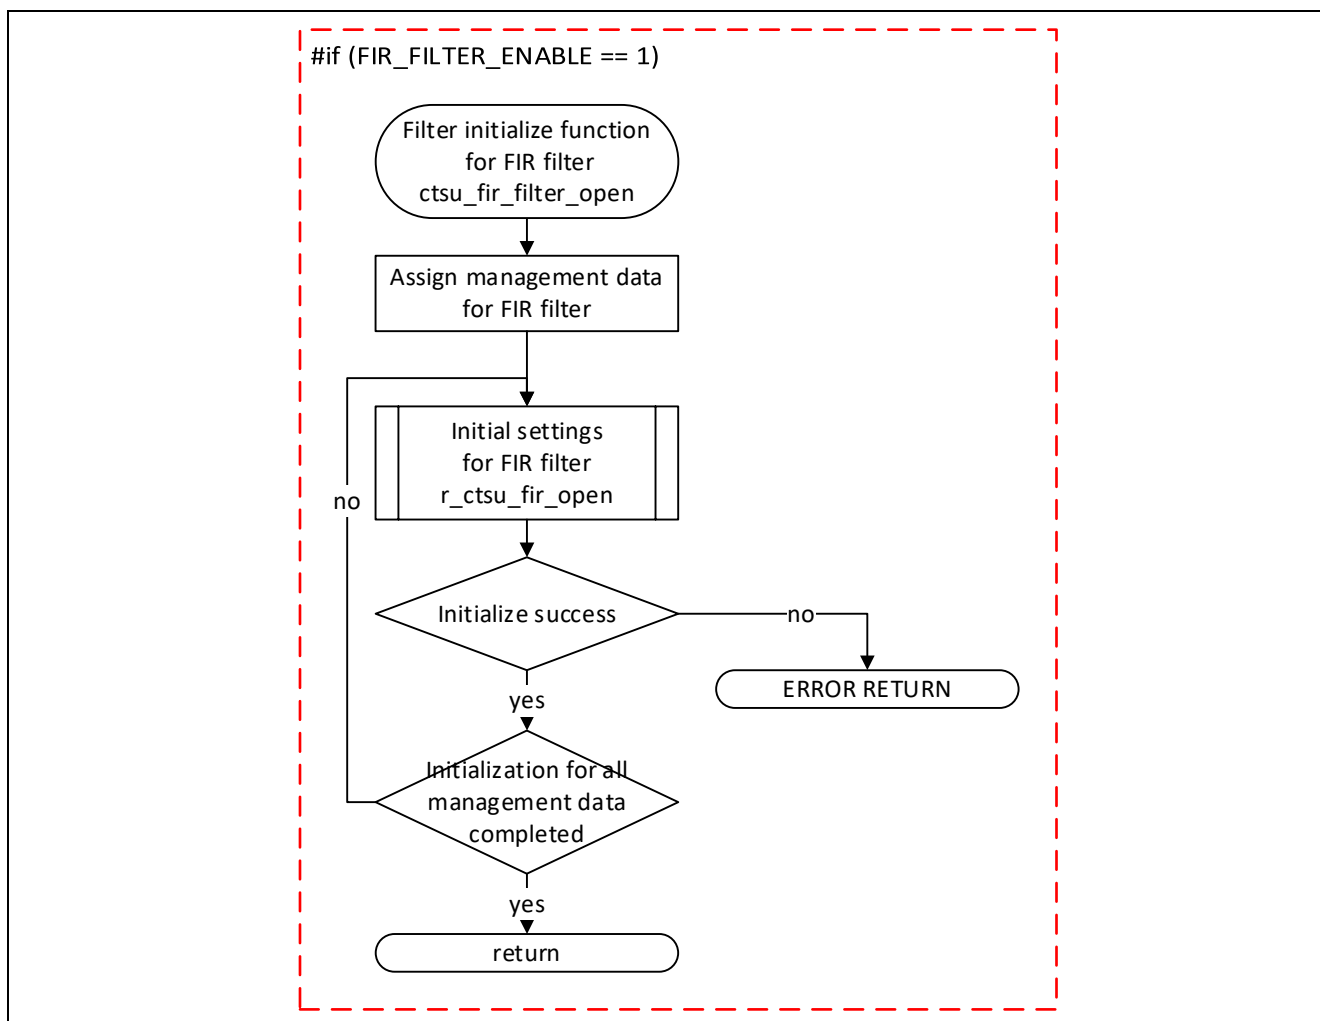 #if (FIR_FILTER_ENABLE == 1)
Filter initialize function
for FIR filter
ctsu_fir_filter_open
Assign management data
for FIR filter
Initial settings
for FIR filter
r_ctsu_fir_open
no
Initialize success
no
ERROR RETURN
yes
Initialization for all
management data
completed
yes
return